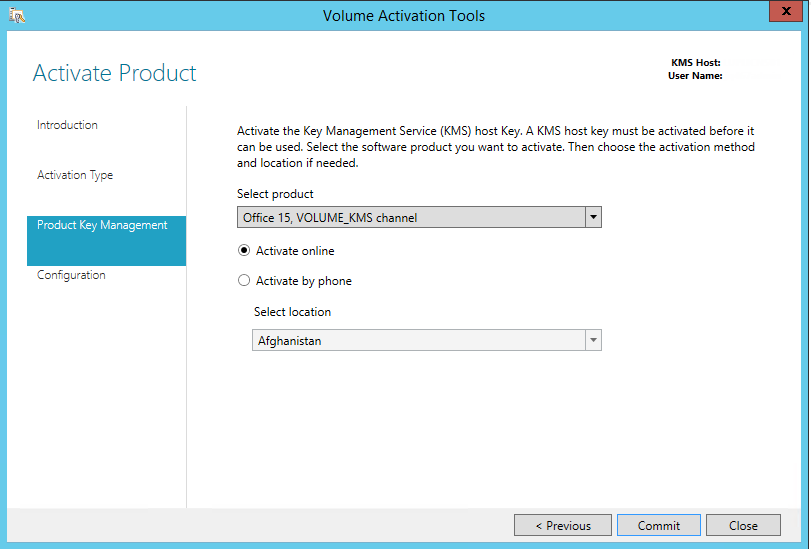 Volume Activation Tools
x
Activate Product
KMS Host:
User Name:
Introduction
Activation Type
Product Key Management
Configuration
Activate the Key Management Service (KMS) host Key. A KMS host key must be activated before it
can be used. Select the software product you want to activate. Then choose the activation method
and location if needed.
Select product
Office 15, VOLUME_KMS channel
Activate online
Activate by phone
Select location
Afghanistan
< Previous
Commit
Close